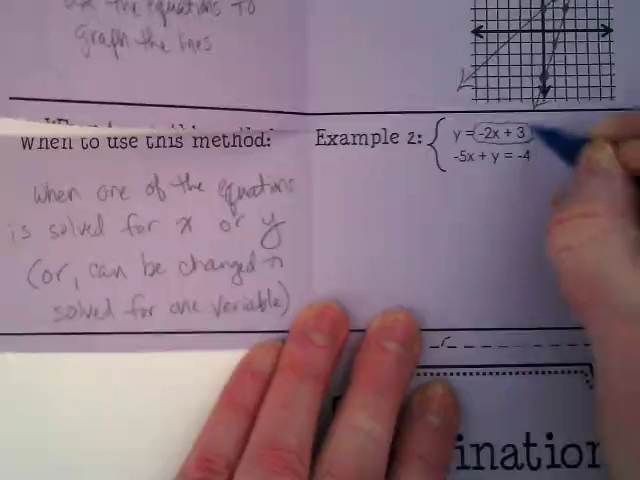 the equations to
graph the lines
When to use this method:
When one of the equations
is solved for x or y
(or, can be changed
solved for one variable)
Example 2:
y = -2x + 3
-5x + y = -4
ination